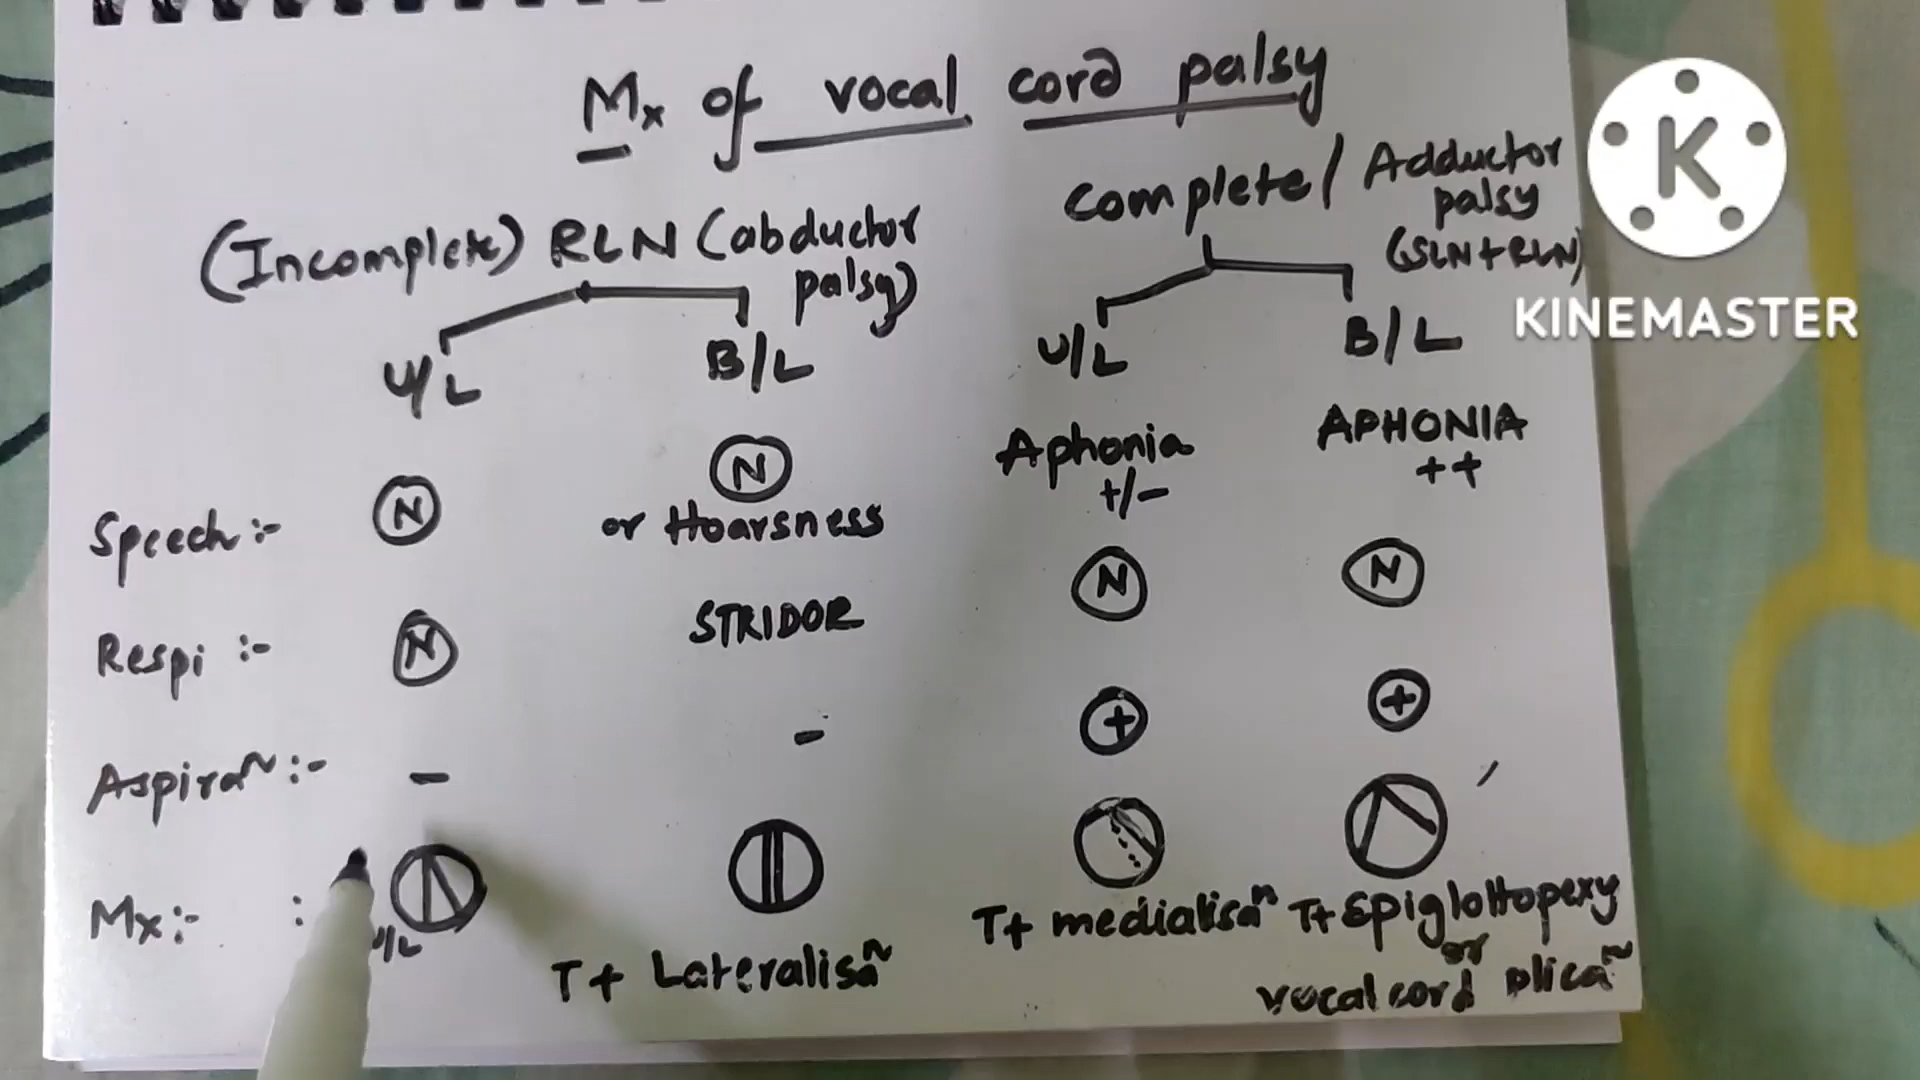 Mx of vocal cord palsy
(Incomplete) RLN (abductor palsy)
Complete / Adductor palsy (SLN + RLN)
U/L B/L U/L B/L
Speech :- N N or Hoarsness Aphonia +/- APHONIA ++
Respi :- N STRIDOR N N
Aspiraⁿ :- - - + +
Mx :- : U/L T + Lateralisaⁿ T+ medialisaⁿ T+ Epiglottopexy or vocal cord plicaⁿ
K
KINEMASTER